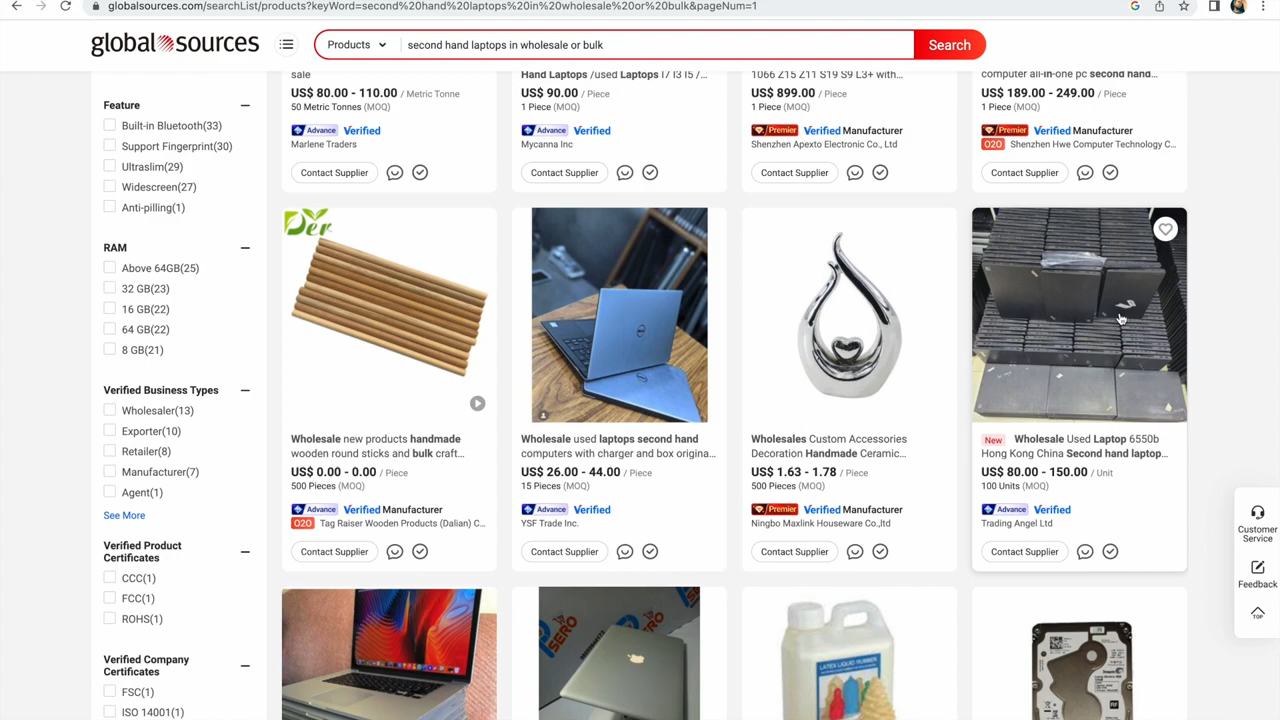 globalsources.com/searchList/products?keyWord=second%20hand%20laptops%20in%20wholesale%20or%20bulk&pageNum=1
global sources
Products
second hand laptops in wholesale or bulk
Search
Feature
Built-in Bluetooth(33)
Support Fingerprint(30)
Ultraslim(29)
Widescreen(27)
Anti-pilling(1)
RAM
Above 64GB(25)
32 GB(23)
16 GB(22)
64 GB(22)
8 GB(21)
Verified Business Types
Wholesaler(13)
Exporter(10)
Retailer(8)
Manufacturer(7)
Agent(1)
See More
Verified Product
Certificates
CCC(1)
FCC(1)
ROHS(1)
Verified Company
Certificates
FSC(1)
ISO 14001(1)
sale
US$ 80.00 - 110.00 / Metric Tonne
50 Metric Tonnes (MOQ)
Advance Verified
Marlene Traders
Contact Supplier
Hand Laptops /used Laptops I7 I3 I5 /...
US$ 90.00 / Piece
1 Piece (MOQ)
Advance Verified
Mycanna Inc
Contact Supplier
1066 Z15 Z11 S19 S9 L3+ with...
US$ 899.00 / Piece
1 Piece (MOQ)
Premier Verified Manufacturer
Shenzhen Apexto Electronic Co., Ltd
Contact Supplier
computer all-in-one pc second hand...
US$ 189.00 - 249.00 / Piece
1 Piece (MOQ)
Premier Verified Manufacturer
O2O Shenzhen Hwe Computer Technology C...
Contact Supplier
Der
Wholesale new products handmade
wooden round sticks and bulk craft...
US$ 0.00 - 0.00 / Piece
500 Pieces (MOQ)
Advance Verified Manufacturer
O2O Tag Raiser Wooden Products (Dalian) C...
Contact Supplier
Wholesale used laptops second hand
computers with charger and box origina...
US$ 26.00 - 44.00 / Piece
15 Pieces (MOQ)
Advance Verified
YSF Trade Inc.
Contact Supplier
Wholesales Custom Accessories
Decoration Handmade Ceramic...
US$ 1.63 - 1.78 / Piece
500 Pieces (MOQ)
Premier Verified Manufacturer
Ningbo Maxlink Houseware Co.,ltd
Contact Supplier
New Wholesale Used Laptop 6550b
Hong Kong China Second hand laptop...
US$ 80.00 - 150.00 / Unit
100 Units (MOQ)
Advance Verified
Trading Angel Ltd
Contact Supplier
SERO
LATEX LIQUID RUBBER
Customer
Service
Feedback
TOP